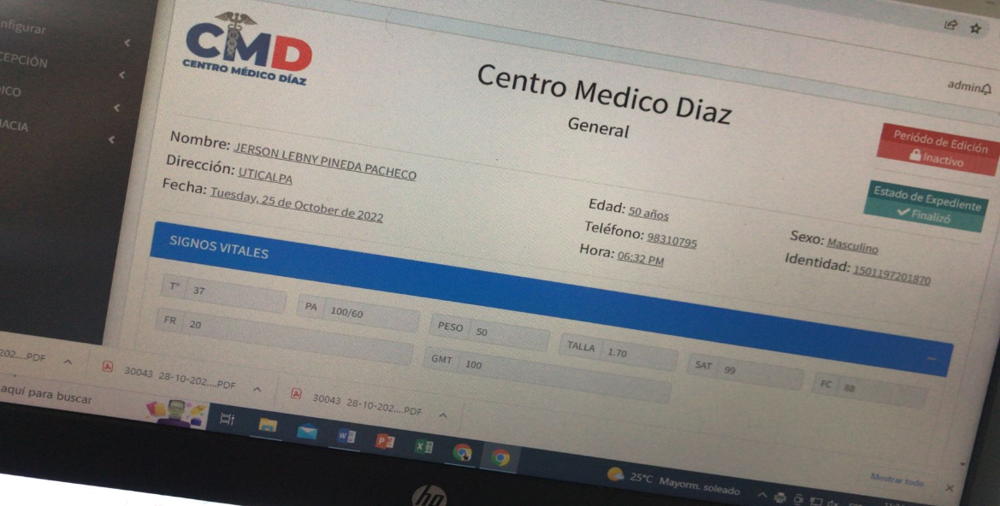 nfigurar
CEPCIÓN
ICO
ACIA
admin
CMD
CENTRO MÉDICO DÍAZ
Centro Medico Diaz
General
Periódo de Edición
Inactivo
Estado de Expediente
Finalizó
Nombre: JERSON LEBNY PINEDA PACHECO
Dirección: UTICALPA
Fecha: Tuesday, 25 de October de 2022
Edad: 50 años
Teléfono: 98310795
Hora: 06:32 PM
Sexo: Masculino
Identidad: 1501197201870
SIGNOS VITALES
T° 37
PA 100/60
PESO 50
TALLA 1.70
SAT 99
FC 88
FR 20
GMT 100
202....PDF
30043 28-10-202....PDF
30043 28-10-202....PDF
Mostrar todo
aquí para buscar
25°C Mayorm. soleado
hp